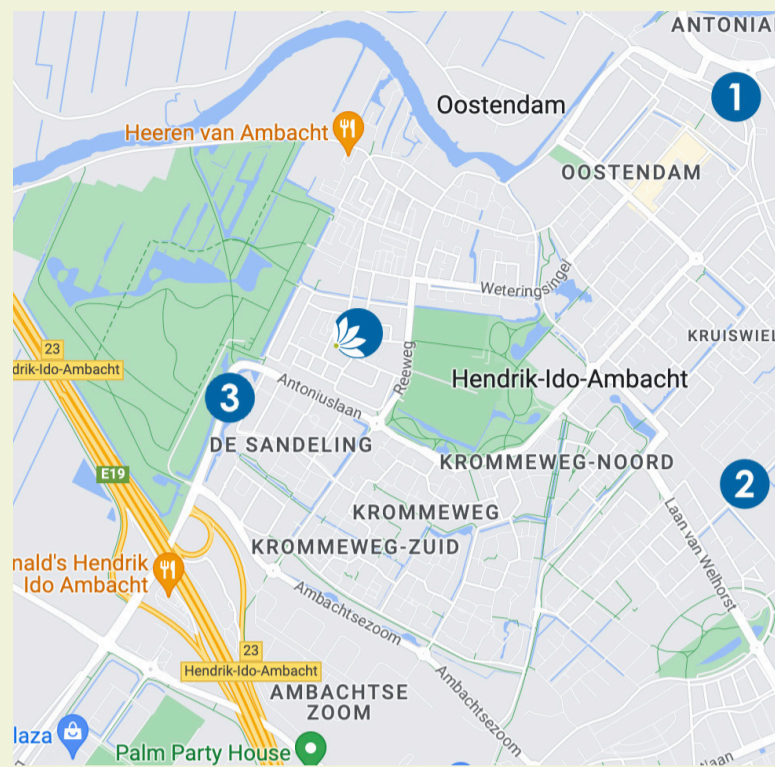 ANTONIA
1
Oostendam
Heeren van Ambacht
OOSTENDAM
Weteringsingel
KRUISWIEL
23
drik-Ido-Ambacht
Reeweg
Hendrik-Ido-Ambacht
3
Antoniuslaan
DE SANDELING
KROMMEWEG-NOORD
E19
2
KROMMEWEG
KROMMEWEG-ZUID
Laan van Welhorst
nald's Hendrik
Ido Ambacht
Ambachtsezoom
23
Hendrik-Ido-Ambacht
Ambachtsezoom
AMBACHTSE
ZOOM
laza
Palm Party House
Naan